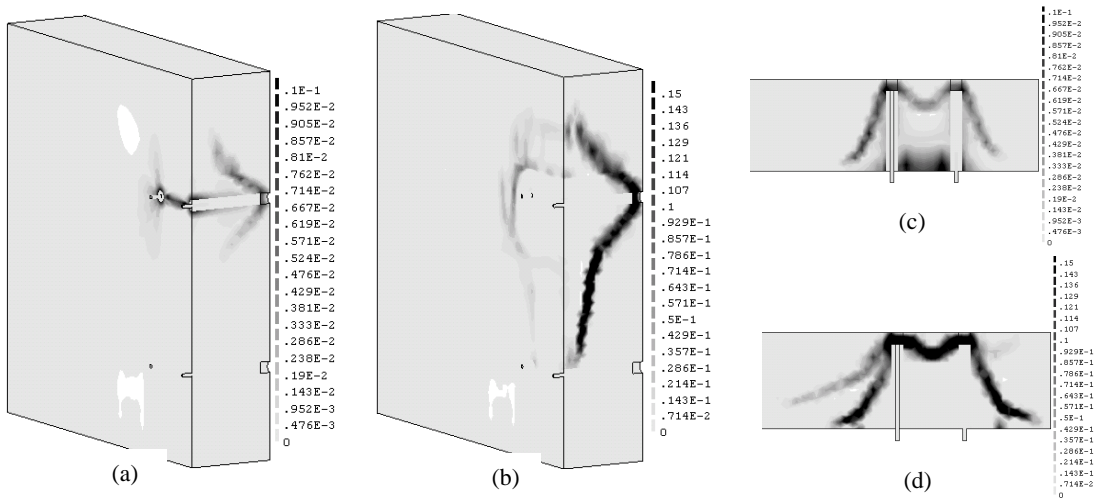 .1E-1
.952E-2
.905E-2
.857E-2
.81E-2
.762E-2
.714E-2
.667E-2
.619E-2
.571E-2
.524E-2
.476E-2
.429E-2
.381E-2
.333E-2
.286E-2
.238E-2
.19E-2
.143E-2
.952E-3
.476E-3
0
(a)
.15
.143
.136
.129
.121
.114
.107
.1
.929E-1
.857E-1
.786E-1
.714E-1
.643E-1
.571E-1
.5E-1
.429E-1
.357E-1
.286E-1
.214E-1
.143E-1
.714E-2
0
(b)
.1E-1
.952E-2
.905E-2
.857E-2
.81E-2
.762E-2
.714E-2
.667E-2
.619E-2
.571E-2
.524E-2
.476E-2
.429E-2
.381E-2
.333E-2
.286E-2
.238E-2
.19E-2
.143E-2
.952E-3
.476E-3
0
(c)
.15
.143
.136
.129
.121
.114
.107
.1
.929E-1
.857E-1
.786E-1
.714E-1
.643E-1
.571E-1
.5E-1
.429E-1
.357E-1
.286E-1
.214E-1
.143E-1
.714E-2
0
(d)